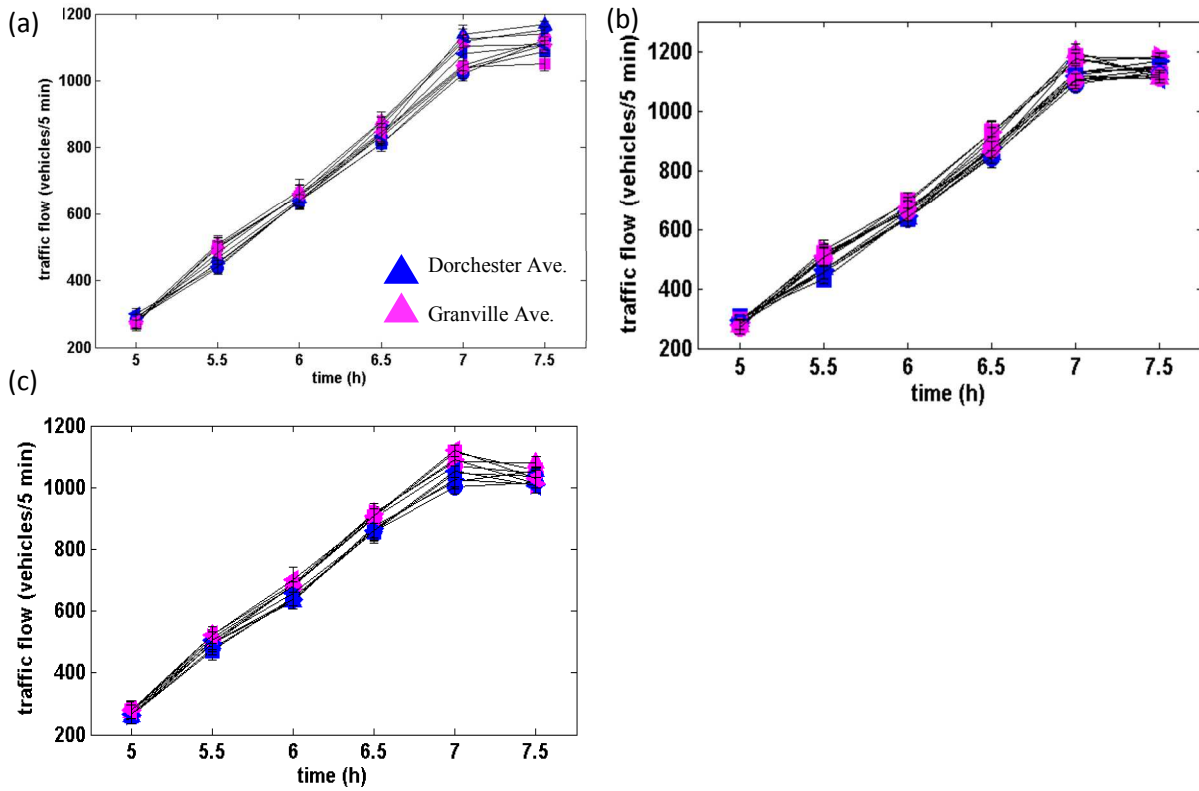 (a)
traffic flow (vehicles/5 min)
1200
1000
800
600
400
200
5 5.5 6 6.5 7 7.5
time (h)
Dorchester Ave.
Granville Ave.
(b)
traffic flow (vehicles/5 min)
1200
1000
800
600
400
200
5 5.5 6 6.5 7 7.5
time (h)
(c)
traffic flow (vehicles/5 min)
1200
1000
800
600
400
200
5 5.5 6 6.5 7 7.5
time (h)